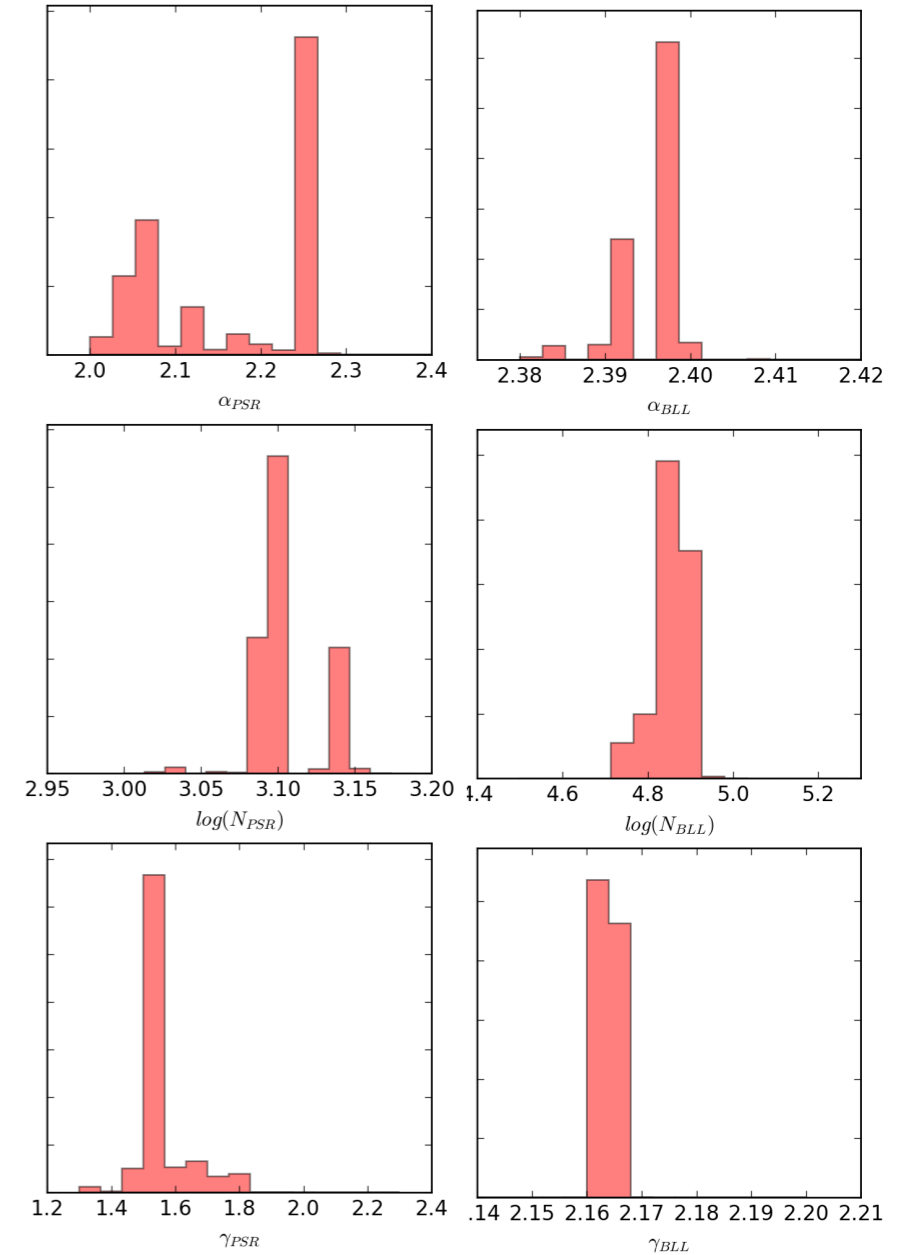 2.0 2.1 2.2 2.3 2.4
α_PSR
2.38 2.39 2.40 2.41 2.42
α_BLL
2.95 3.00 3.05 3.10 3.15 3.20
log(N_PSR)
4.4 4.6 4.8 5.0 5.2
log(N_BLL)
1.2 1.4 1.6 1.8 2.0 2.2 2.4
γ_PSR
.14 2.15 2.16 2.17 2.18 2.19 2.20 2.21
γ_BLL